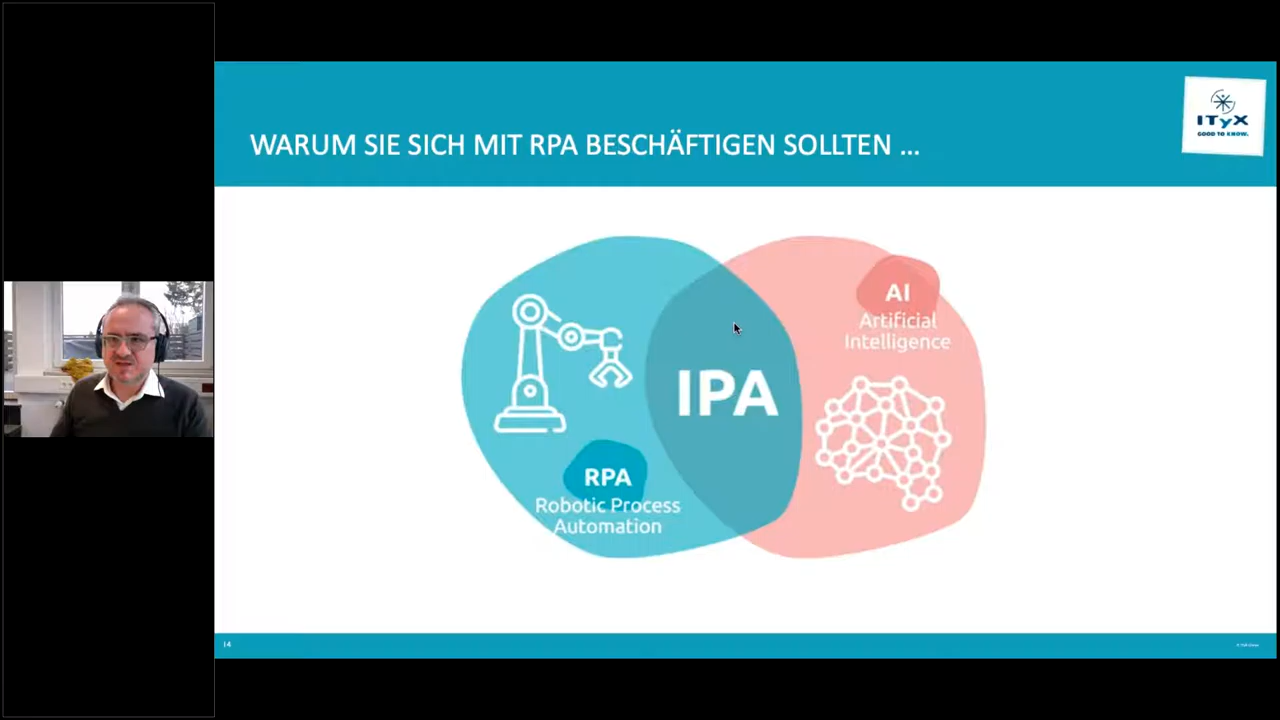 WARUM SIE SICH MIT RPA BESCHÄFTIGEN SOLLTEN ...
ITyX
GOOD TO KNOW.
AI
Artificial
Intelligence
IPA
RPA
Robotic Process
Automation
14